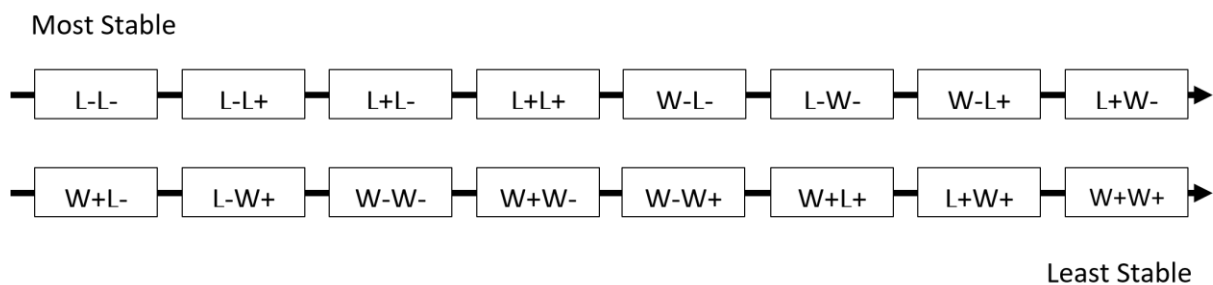 Most Stable
L-L- L-L+ L+L- L+L+ W-L- L-W- W-L+ L+W-
W+L- L-W+ W-W- W+W- W-W+ W+L+ L+W+ W+W+
Least Stable